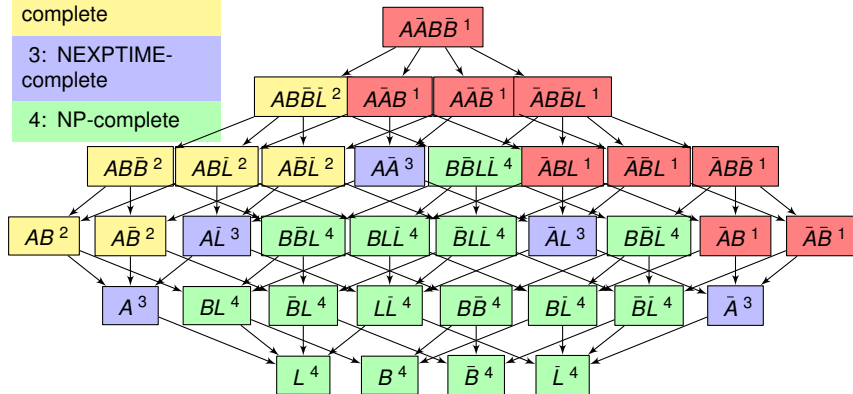 complete
3: NEXPTIME-
complete
4: NP-complete
AĀBB̄ ¹
ABB̄L̄ ² AĀB ¹ AĀB̄ ¹ ĀBB̄L ¹
ABB̄ ² ABL̄ ² AB̄L̄ ² AĀ ³ BB̄LL̄ ⁴ ĀBL ¹ ĀB̄L ¹ ĀBB̄ ¹
AB ² AB̄ ² AL̄ ³ BB̄L ⁴ BLL̄ ⁴ B̄LL̄ ⁴ ĀL ³ BB̄L̄ ⁴ ĀB ¹ ĀB̄ ¹
A ³ BL ⁴ B̄L ⁴ LL̄ ⁴ BB̄ ⁴ BL̄ ⁴ B̄L̄ ⁴ Ā ³
L ⁴ B ⁴ B̄ ⁴ L̄ ⁴